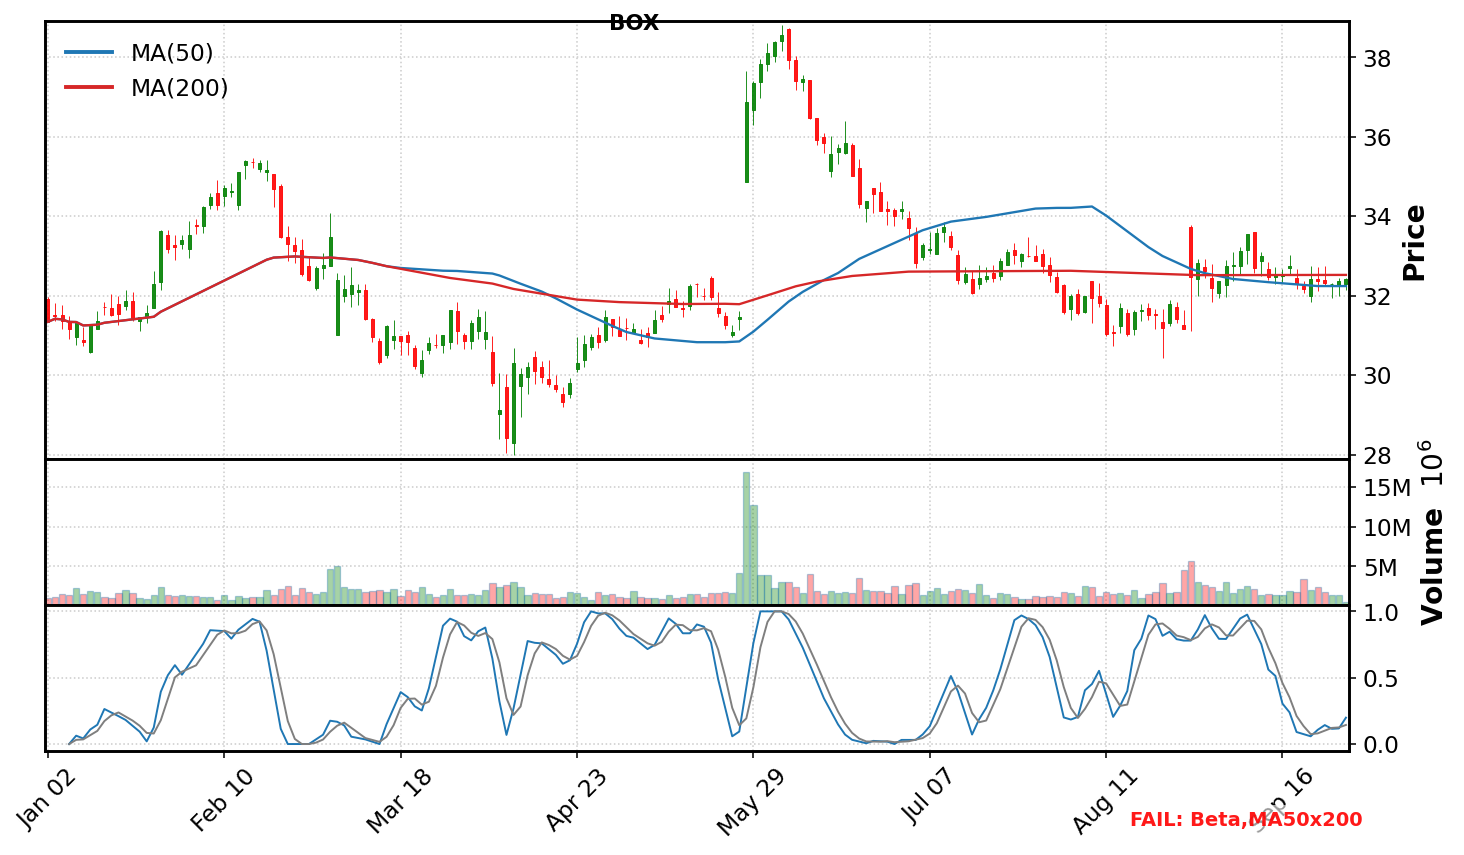 BOX
MA(50)
MA(200)
38
36
34
32
30
28
Price
15M
10M
5M
Volume 10^6
1.0
0.5
0.0
Jan 02
Feb 10
Mar 18
Apr 23
May 29
Jul 07
Aug 11
Sep 16
FAIL: Beta,MA50x200